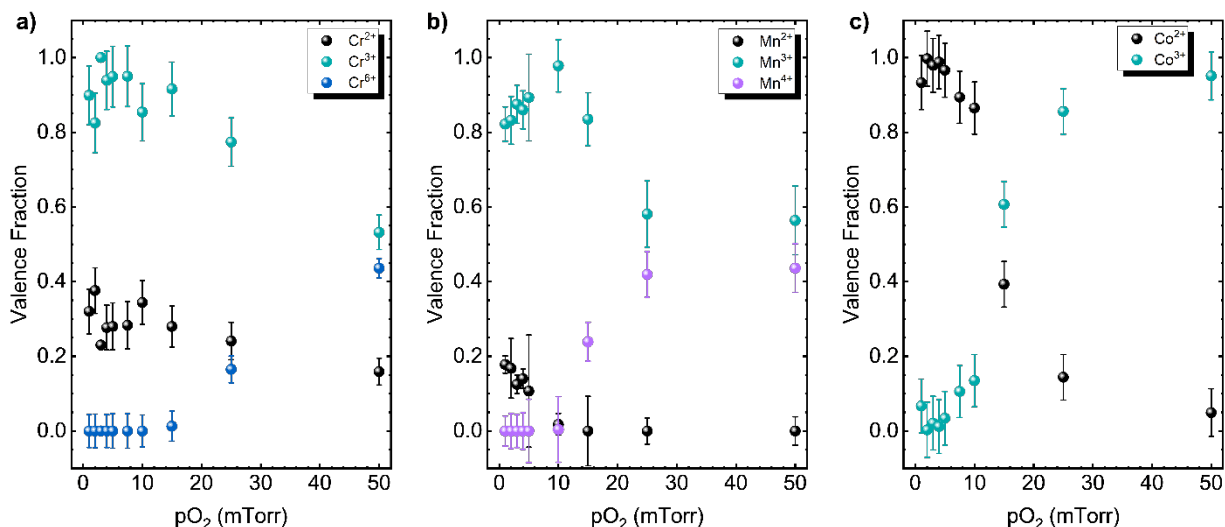 a)
Cr²⁺
Cr³⁺
Cr⁶⁺
1.0
0.8
0.6
0.4
0.2
0.0
Valence Fraction
0
10
20
30
40
50
pO₂ (mTorr)
b)
Mn²⁺
Mn³⁺
Mn⁴⁺
1.0
0.8
0.6
0.4
0.2
0.0
Valence Fraction
0
10
20
30
40
50
pO₂ (mTorr)
c)
Co²⁺
Co³⁺
1.0
0.8
0.6
0.4
0.2
0.0
Valence Fraction
0
10
20
30
40
50
pO₂ (mTorr)